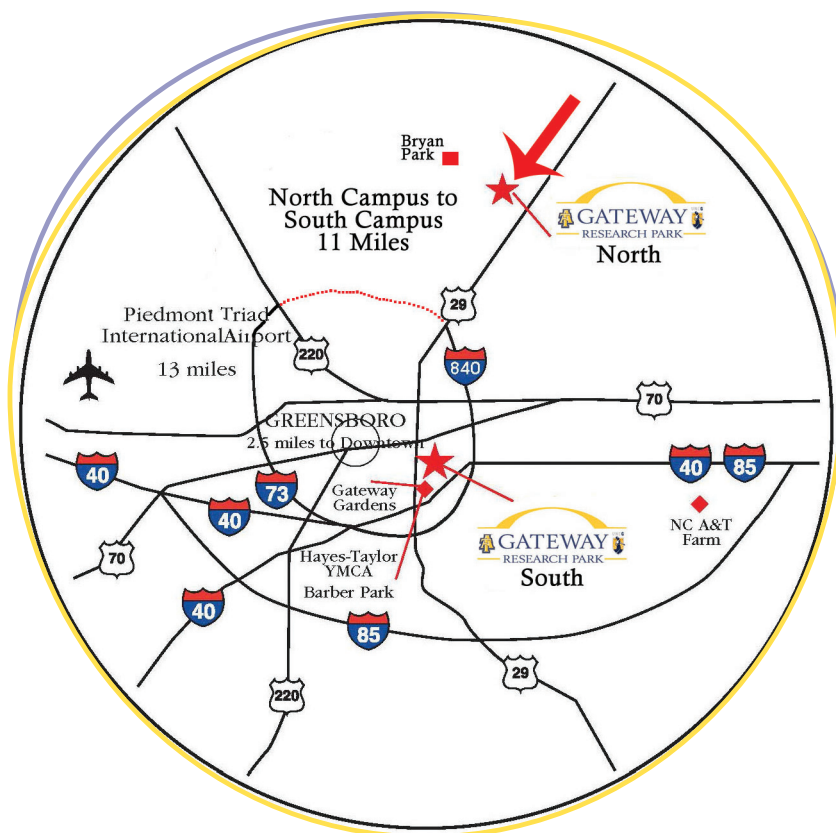 Bryan
Park
North Campus to
South Campus
11 Miles
GATEWAY
RESEARCH PARK
North
29
Piedmont Triad
InternationalAirport
13 miles
220
840
70
GREENSBORO
2.5 miles to Downtown
40
73
40
85
Gateway
Gardens
40
GATEWAY
RESEARCH PARK
South
NC A&T
Farm
70
Hayes-Taylor
YMCA
Barber Park
40
85
29
220